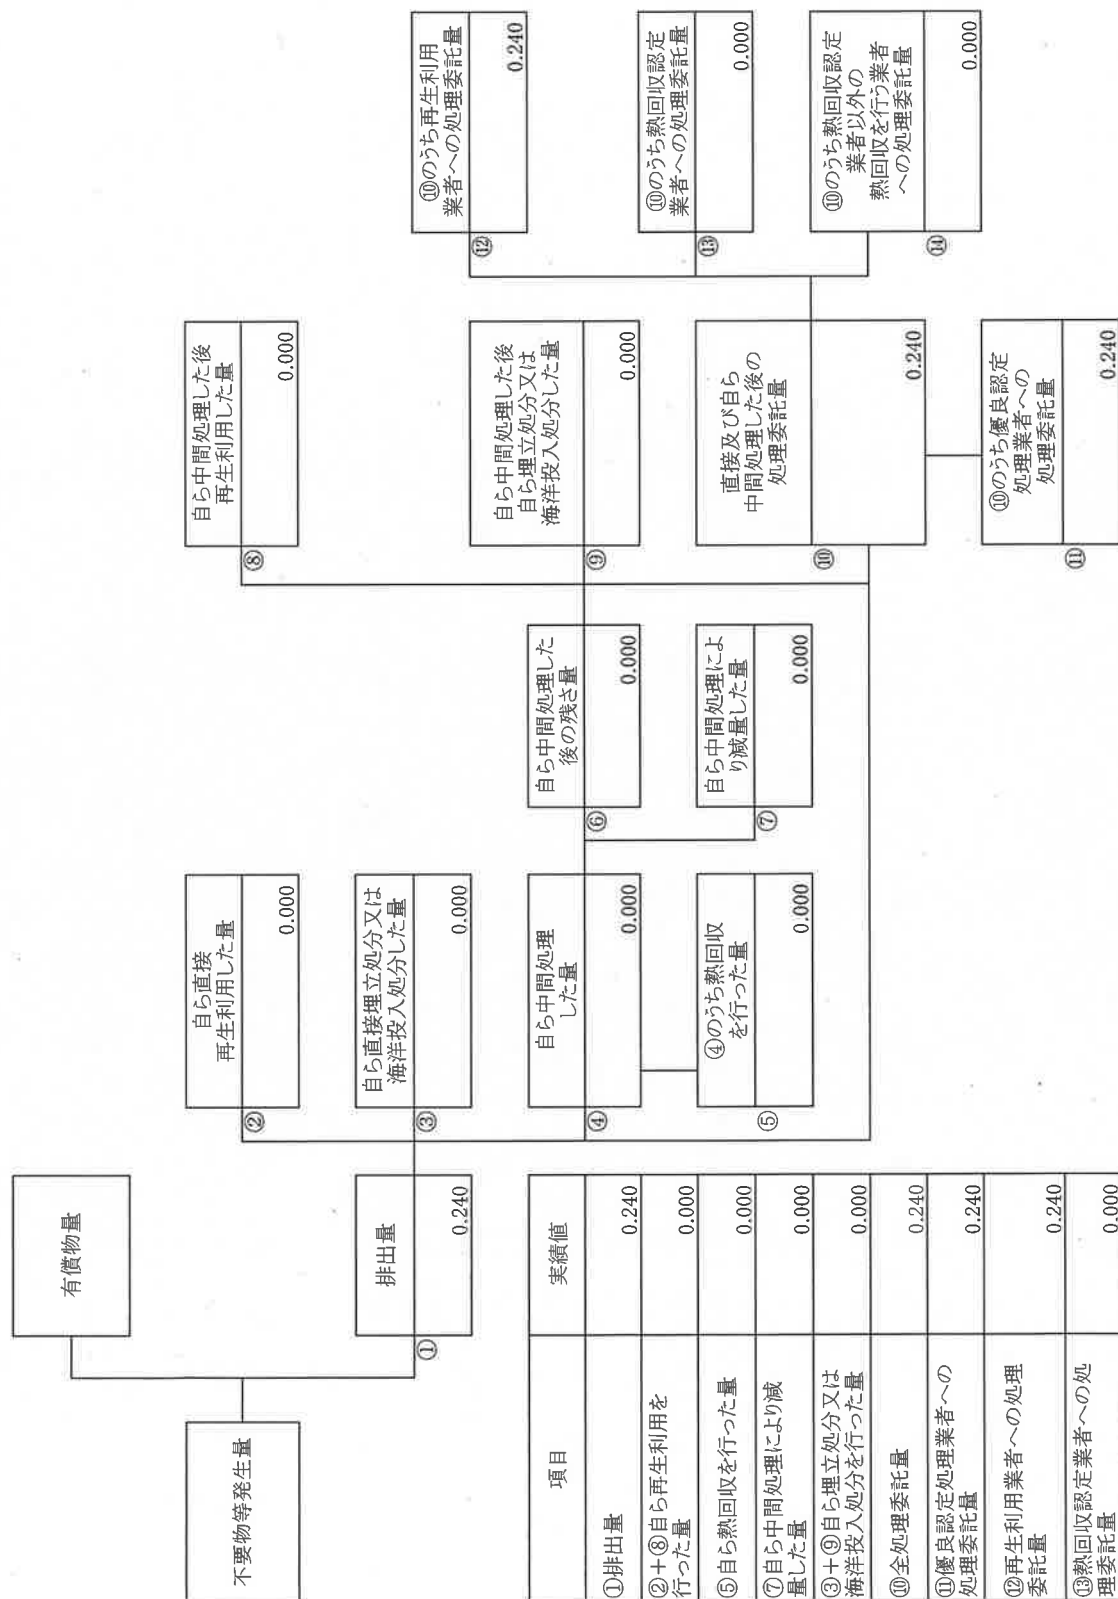 不要物等発生量
有償物量
①
排出量
0.240
②
自ら直接
再生利用した量
0.000
③
自ら直接埋立処分又は
海洋投入処分した量
0.000
④
自ら中間処理
した量
0.000
⑤
④のうち熱回収
を行った量
0.000
⑥
自ら中間処理した
後の残さ量
0.000
⑦
自ら中間処理によ
り減量した量
0.000
⑧
自ら中間処理した後
再生利用した量
0.000
⑨
自ら中間処理した後
自ら埋立処分又は
海洋投入処分した量
0.000
⑩
直接及び自ら
中間処理した後の
処理委託量
0.240
⑪
⑩のうち優良認定
処理業者への
処理委託量
0.240
⑫
⑩のうち再生利用
業者への処理委託量
0.240
⑬
⑩のうち熱回収認定
業者への処理委託量
0.000
⑭
⑩のうち熱回収認定
業者以外の
熱回収を行う業者
への処理委託量
0.000
項目
実績値
①排出量
0.240
②+⑧自ら再生利用を
行った量
0.000
⑤自ら熱回収を行った量
0.000
⑦自ら中間処理により減
量した量
0.000
③+⑨自ら埋立処分又は
海洋投入処分を行った量
0.000
⑩全処理委託量
0.240
⑪優良認定処理業者への
処理委託量
0.240
⑫再生利用業者への処理
委託量
0.240
⑬熱回収認定業者への処
理委託量
0.000